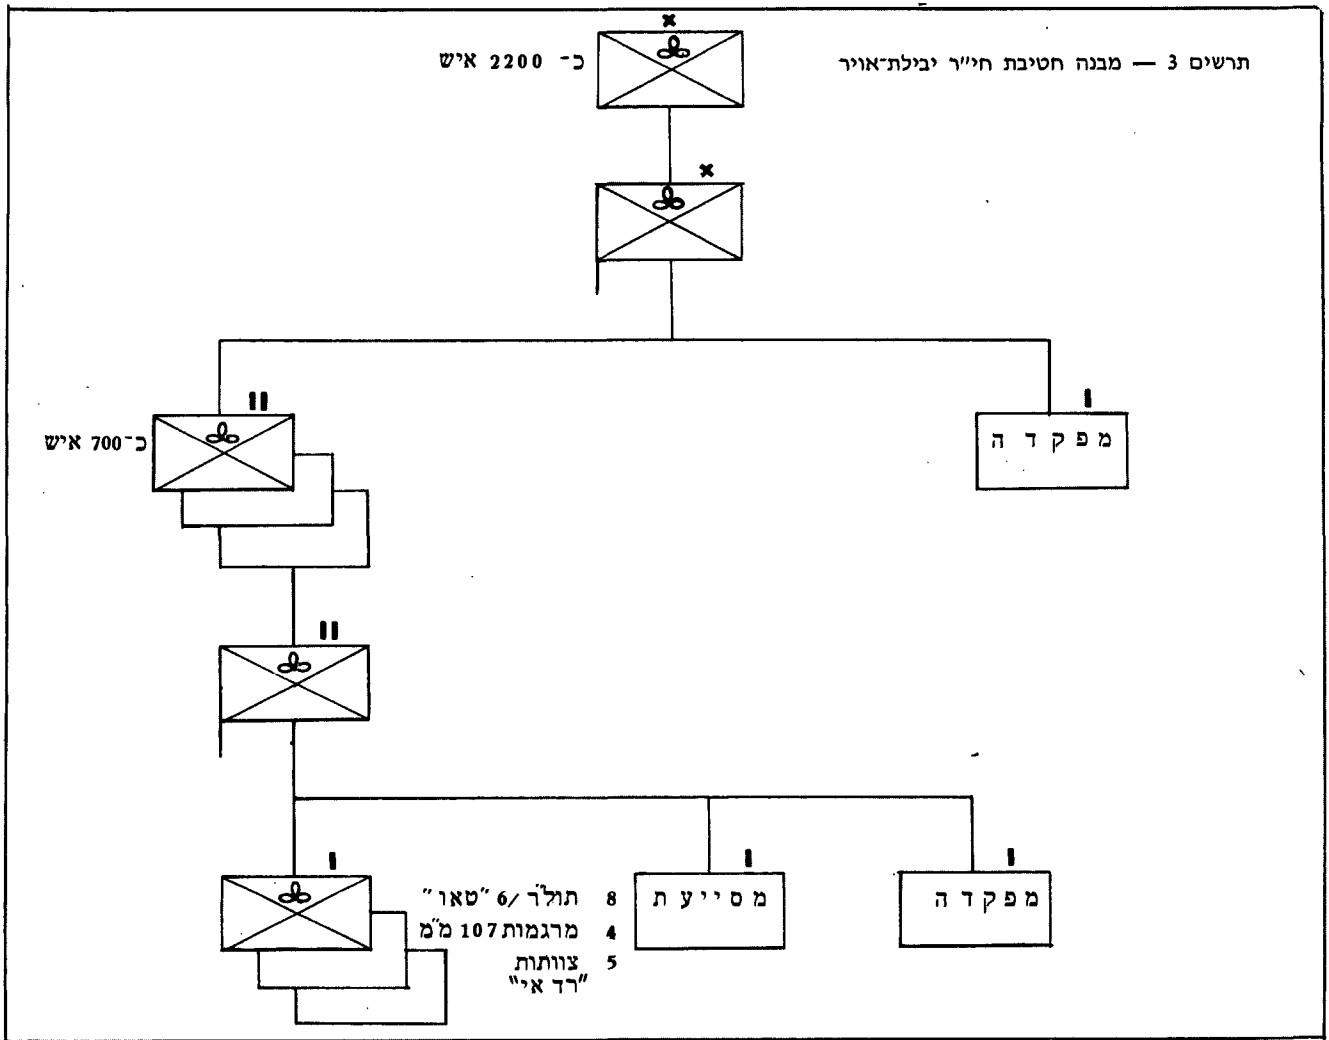 תרשים 3 — מבנה חטיבת חי"ר יבילת-אויר
כ- 2200 איש
מפקדה
כ-700 איש
מפקדה
מסייעת
8 תול"ר /6 "טאו"
4 מרגמות 107 מ"מ
5 צוותות
"רד אי"